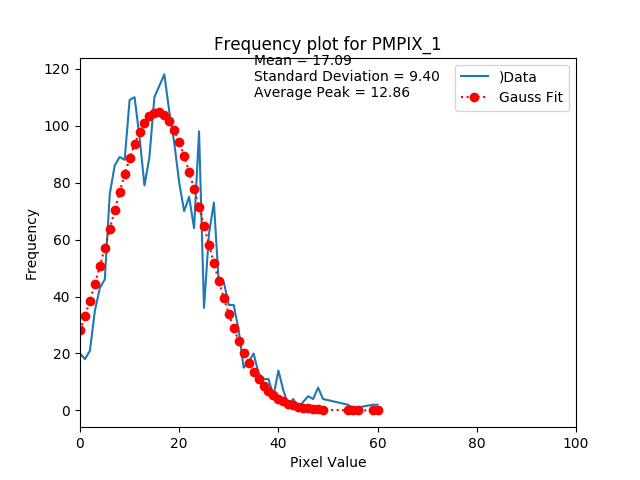 Frequency plot for PMPIX_1
Mean = 17.09
Standard Deviation = 9.40
Average Peak = 12.86
)Data
Gauss Fit
Frequency
120
100
80
60
40
20
0
0 20 40 60 80 100
Pixel Value